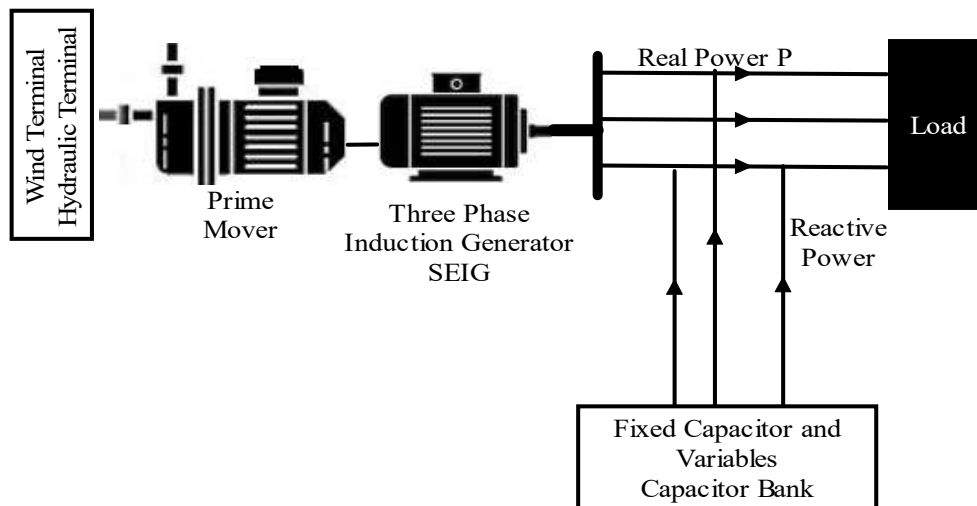 Wind Terminal
Hydraulic Terminal
Prime
Mover
Three Phase
Induction Generator
SEIG
Real Power P
Load
Reactive
Power
Fixed Capacitor and
Variables
Capacitor Bank